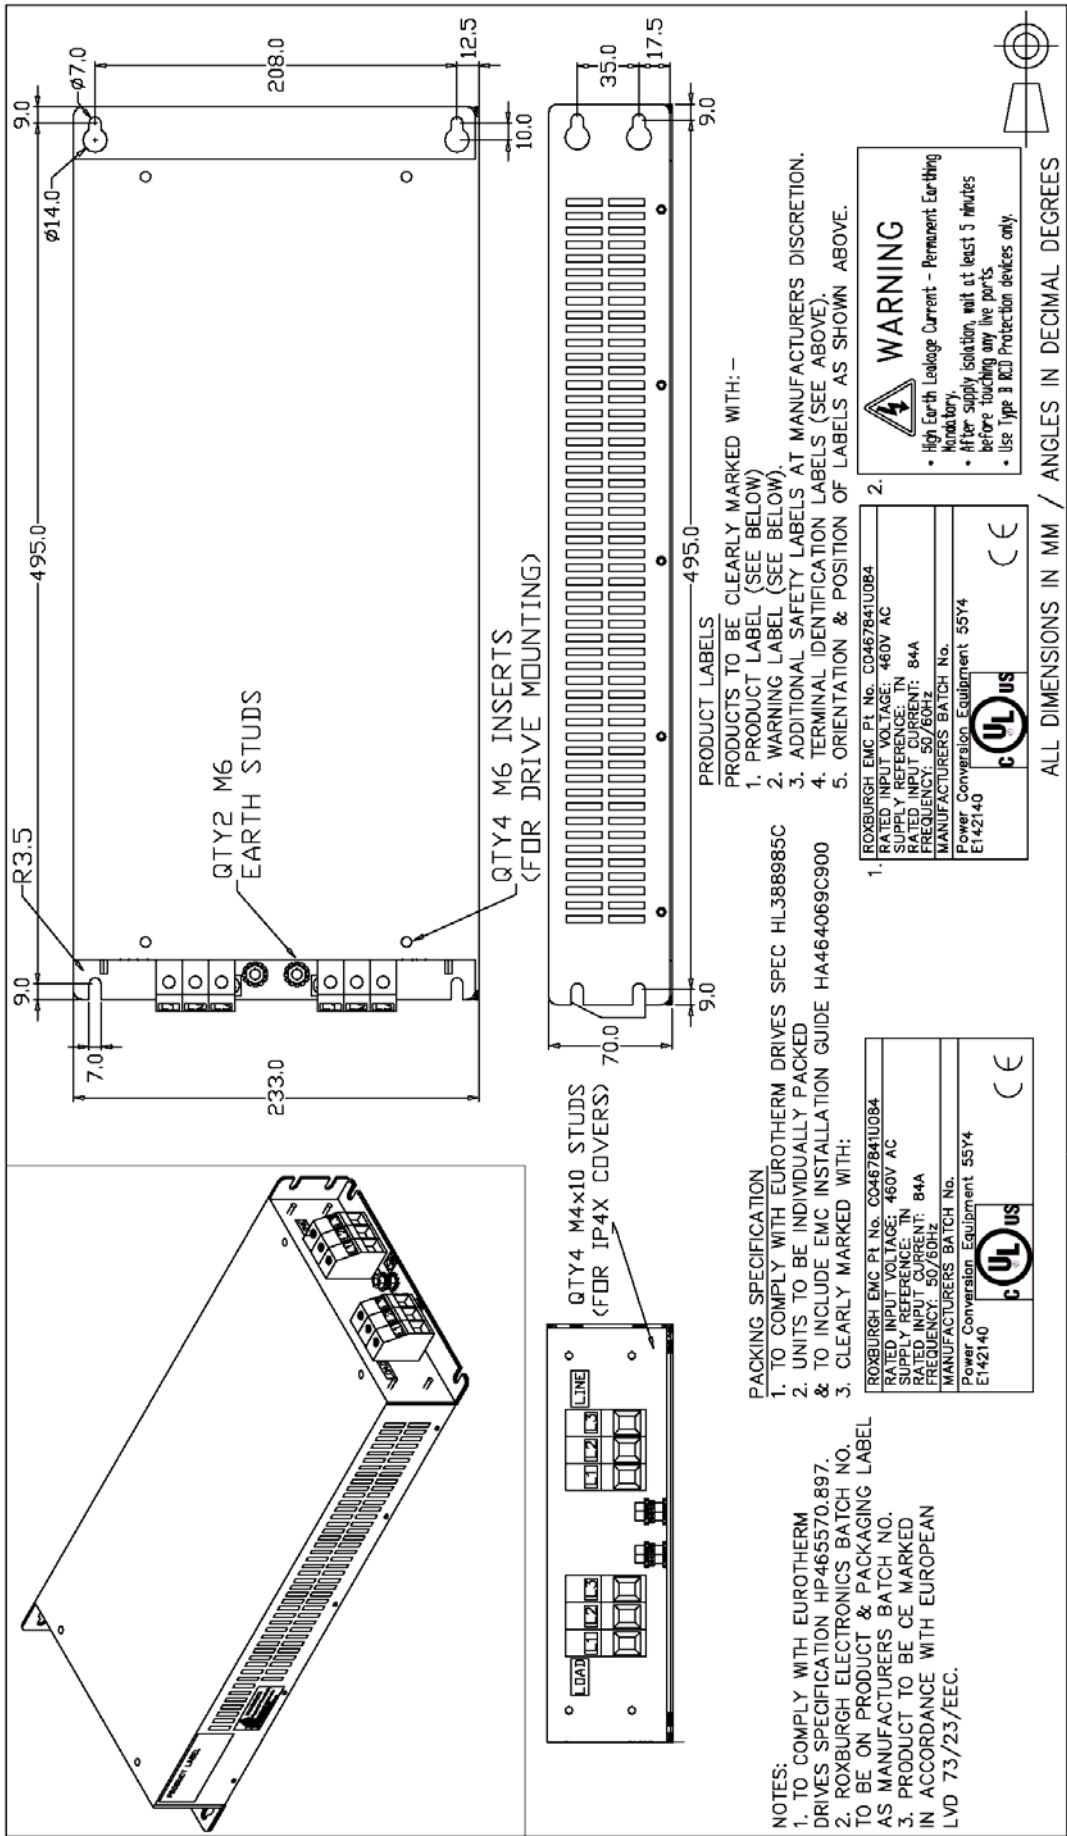 PRODUCT LABEL
R3.5
9.0
495.0
9.0
ø7.0
ø14.0
7.0
233.0
208.0
12.5
10.0
QTY2 M6
EARTH STUDS
QTY4 M6 INSERTS
(FOR DRIVE MOUNTING)
QTY4 M4x10 STUDS
(FOR IP4X COVERS)
LOAD
L1 L2 L3
L1 L2 L3
LINE
70.0
9.0
495.0
9.0
35.0
17.5
NOTES:
1. TO COMPLY WITH EUROTHERM
DRIVES SPECIFICATION HP465570.897.
2. ROXBURGH ELECTRONICS BATCH NO.
TO BE ON PRODUCT & PACKAGING LABEL
AS MANUFACTURERS BATCH NO.
3. PRODUCT TO BE CE MARKED
IN ACCORDANCE WITH EUROPEAN
LVD 73/23/EEC.
PACKING SPECIFICATION
1. TO COMPLY WITH EUROTHERM DRIVES SPEC HL388985C
2. UNITS TO BE INDIVIDUALLY PACKED
& TO INCLUDE EMC INSTALLATION GUIDE HA464069C900
3. CLEARLY MARKED WITH:
ROXBURGH EMC Pt No. CO467841U084
RATED INPUT VOLTAGE: 460V AC
SUPPLY REFERENCE: TN
RATED INPUT CURRENT: 84A
FREQUENCY: 50/60Hz
MANUFACTURERS BATCH No.
Power Conversion Equipment 55Y4
E142140
C UL US
CE
PRODUCT LABELS
PRODUCTS TO BE CLEARLY MARKED WITH:-
1. PRODUCT LABEL (SEE BELOW)
2. WARNING LABEL (SEE BELOW).
3. ADDITIONAL SAFETY LABELS AT MANUFACTURERS DISCRETION.
4. TERMINAL IDENTIFICATION LABELS (SEE ABOVE).
5. ORIENTATION & POSITION OF LABELS AS SHOWN ABOVE.
1.
ROXBURGH EMC Pt No. CO467841U084
RATED INPUT VOLTAGE: 460V AC
SUPPLY REFERENCE: TN
RATED INPUT CURRENT: 84A
FREQUENCY: 50/60Hz
MANUFACTURERS BATCH No.
Power Conversion Equipment 55Y4
E142140
C UL US
CE
2.
WARNING
• High Earth Leakage Current - Permanent Earthing
Mandatory.
• After supply isolation, wait at least 5 minutes
before touching any live parts.
• Use Type B RCD Protection devices only.
ALL DIMENSIONS IN MM / ANGLES IN DECIMAL DEGREES